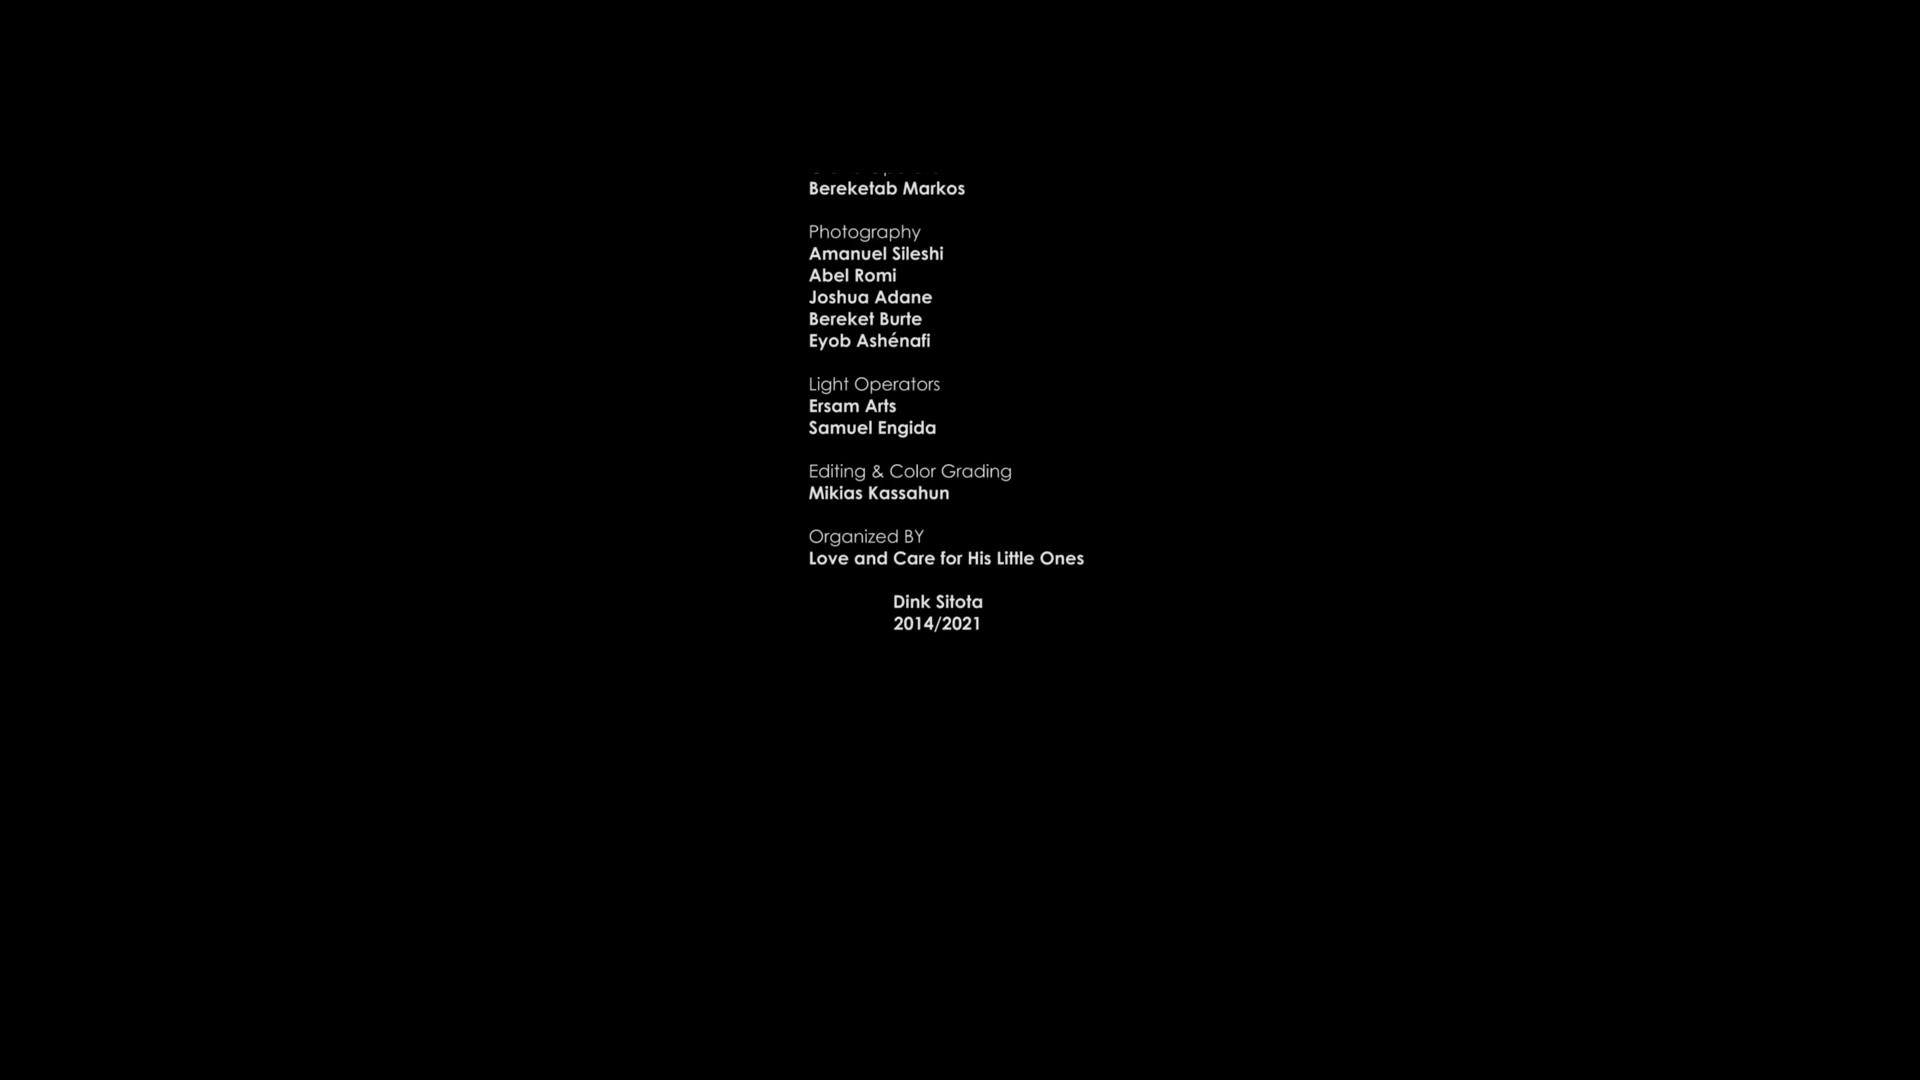 Bereketab Markos
Photography
Amanuel Sileshi
Abel Romi
Joshua Adane
Bereket Burte
Eyob Ashénafi
Light Operators
Ersam Arts
Samuel Engida
Editing & Color Grading
Mikias Kassahun
Organized BY
Love and Care for His Little Ones
Dink Sitota
2014/2021